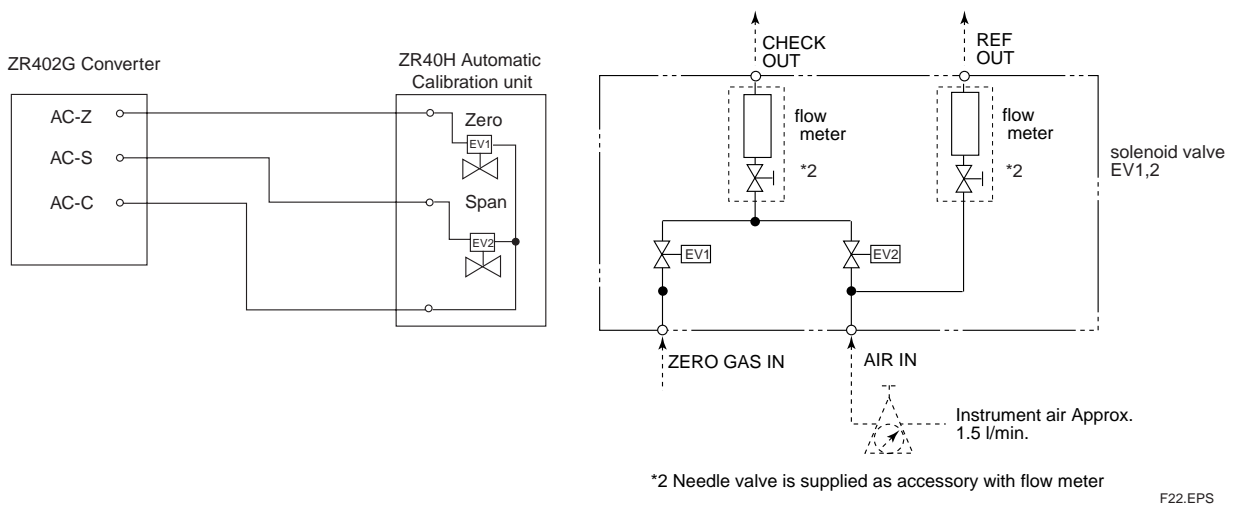 ZR402G Converter
AC-Z
AC-S
AC-C
ZR40H Automatic
Calibration unit
Zero
EV1
Span
EV2
CHECK
OUT
REF
OUT
flow
meter
*2
flow
meter
*2
solenoid valve
EV1,2
EV1
EV2
ZERO GAS IN
AIR IN
Instrument air Approx.
1.5 l/min.
*2 Needle valve is supplied as accessory with flow meter
F22.EPS